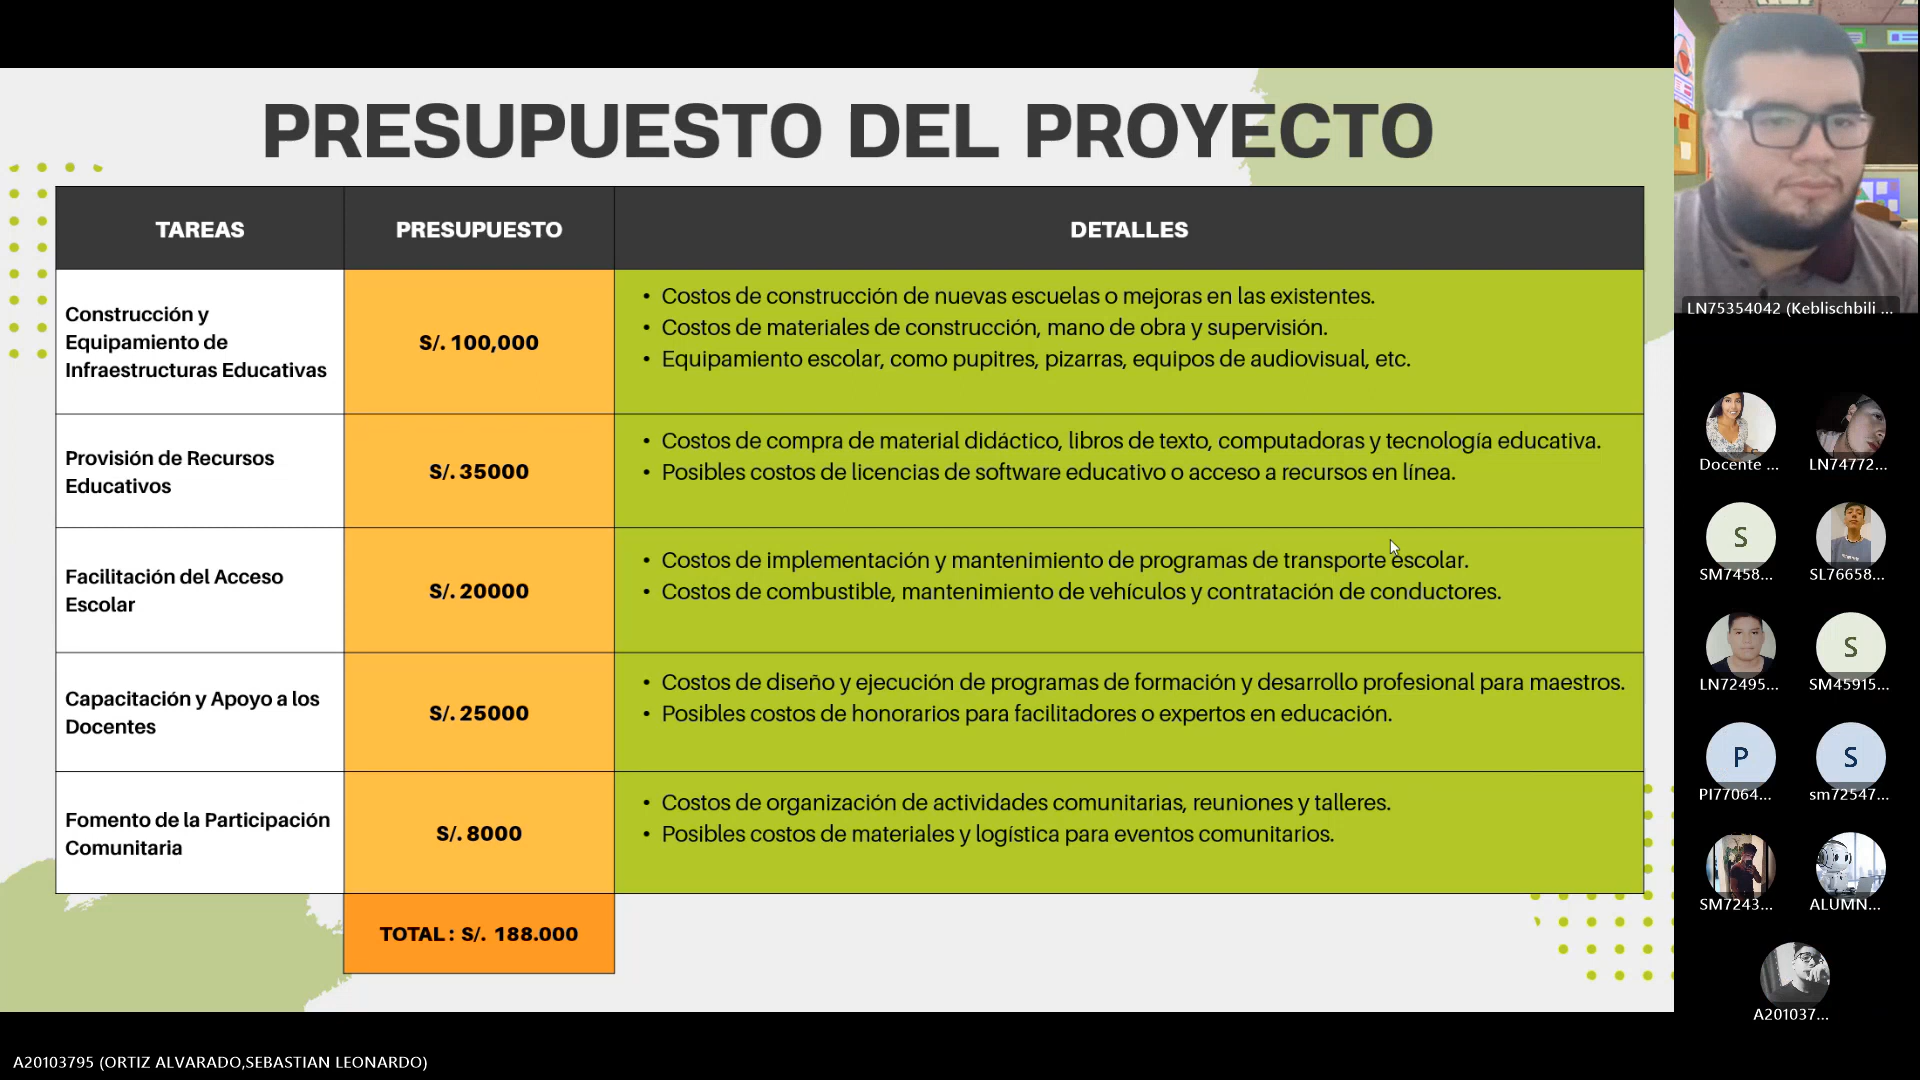 PRESUPUESTO DEL PROYECTO
TAREAS
PRESUPUESTO
DETALLES
Construcción y
Equipamiento de
Infraestructuras Educativas
S/. 100,000
• Costos de construcción de nuevas escuelas o mejoras en las existentes.
• Costos de materiales de construcción, mano de obra y supervisión.
• Equipamiento escolar, como pupitres, pizarras, equipos de audiovisual, etc.
Provisión de Recursos
Educativos
S/. 35000
• Costos de compra de material didáctico, libros de texto, computadoras y tecnología educativa.
• Posibles costos de licencias de software educativo o acceso a recursos en línea.
Facilitación del Acceso
Escolar
S/. 20000
• Costos de implementación y mantenimiento de programas de transporte escolar.
• Costos de combustible, mantenimiento de vehículos y contratación de conductores.
Capacitación y Apoyo a los
Docentes
S/. 25000
• Costos de diseño y ejecución de programas de formación y desarrollo profesional para maestros.
• Posibles costos de honorarios para facilitadores o expertos en educación.
Fomento de la Participación
Comunitaria
S/. 8000
• Costos de organización de actividades comunitarias, reuniones y talleres.
• Posibles costos de materiales y logística para eventos comunitarios.
TOTAL : S/. 188.000
LN75354042 (Keblischbili ...
Docente ...
LN74772...
S
SM7458...
SL76658...
LN72495...
S
SM45915...
P
PI77064...
S
sm72547...
SM7243...
ALUMN...
A201037...
A20103795 (ORTIZ ALVARADO,SEBASTIAN LEONARDO)